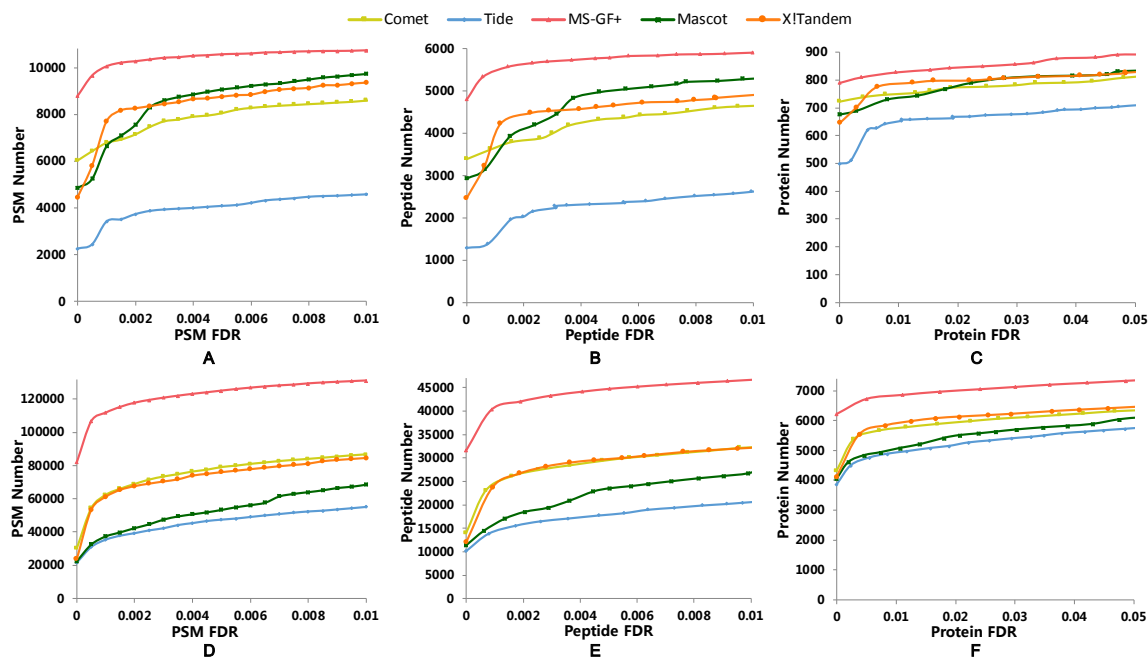 Comet Tide MS-GF+ Mascot X!Tandem
PSM Number
10000
8000
6000
4000
2000
0
0 0.002 0.004 0.006 0.008 0.01
PSM FDR
A
Peptide Number
6000
5000
4000
3000
2000
1000
0
0 0.002 0.004 0.006 0.008 0.01
Peptide FDR
B
Protein Number
900
800
700
600
500
400
300
200
100
0
0 0.01 0.02 0.03 0.04 0.05
Protein FDR
C
PSM Number
120000
100000
80000
60000
40000
20000
0
0 0.002 0.004 0.006 0.008 0.01
PSM FDR
D
Peptide Number
45000
40000
35000
30000
25000
20000
15000
10000
5000
0
0 0.002 0.004 0.006 0.008 0.01
Peptide FDR
E
Protein Number
7000
6000
5000
4000
3000
2000
1000
0
0 0.01 0.02 0.03 0.04 0.05
Protein FDR
F